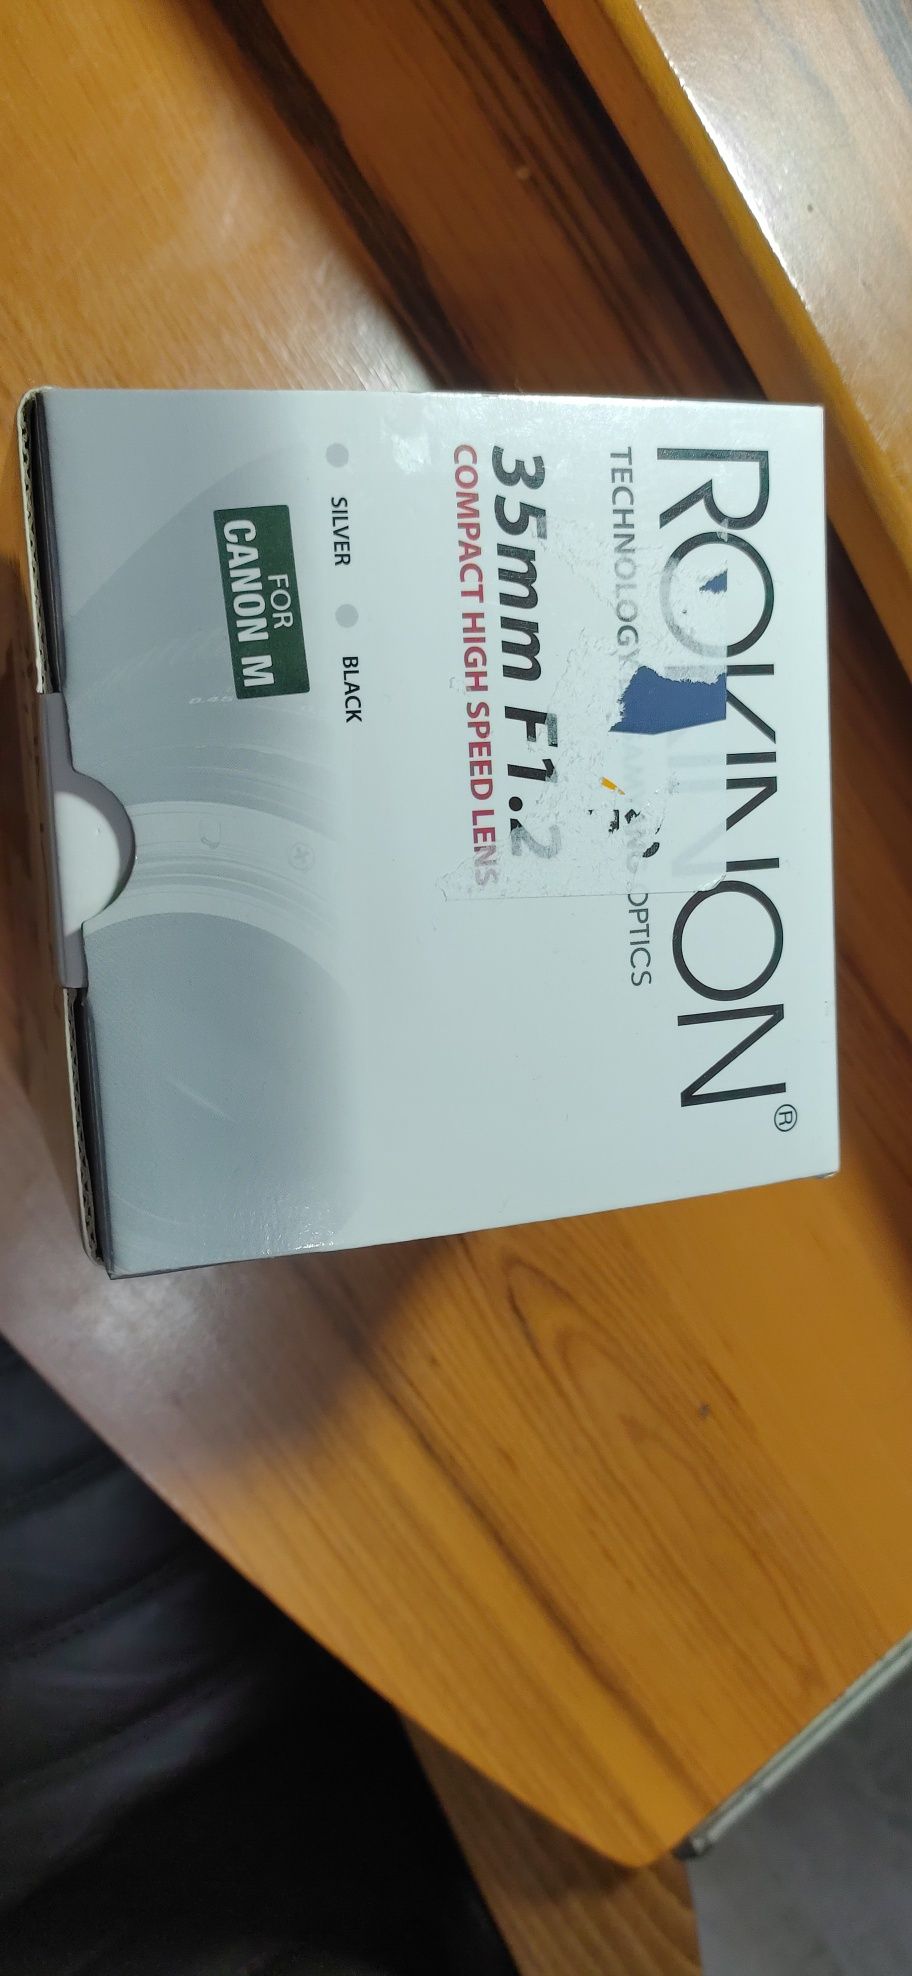 ROKINON®
TECHNOLOGY OPTICS
35mm F1.2
COMPACT HIGH SPEED LENS
SILVER BLACK
FOR
CANON M